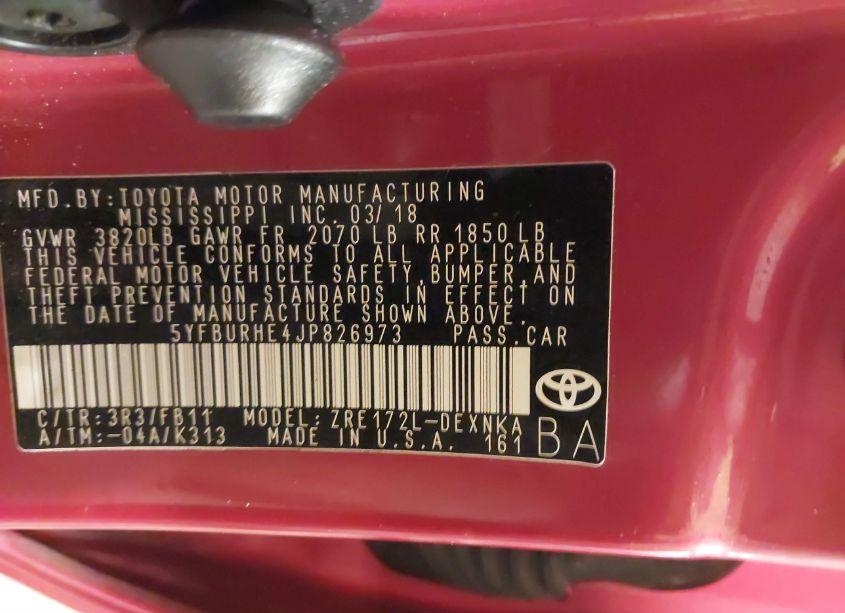 MFD.BY:TOYOTA MOTOR MANUFACTURING
MISSISSIPPI INC. 03/18
GVWR 3820LB GAWR FR 2070 LB RR 1850 LB
THIS VEHICLE CONFORMS TO ALL APPLICABLE
FEDERAL MOTOR VEHICLE SAFETY,BUMPER,AND
THEFT PREVENTION STANDARDS IN EFFECT ON
THE DATE OF MANUFACTURE SHOWN ABOVE.
5YFBURHE4JP826973 PASS.CAR
C/TR:3R3/FB11 MODEL:ZRE172L-DEXNKA
A/TM:-04A/K313 MADE IN U.S.A. 161
BA